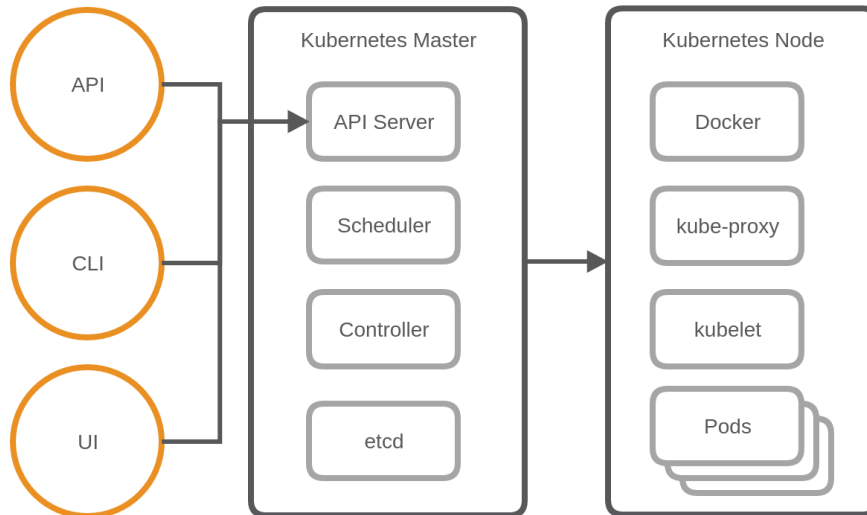 API
CLI
UI
Kubernetes Master
API Server
Scheduler
Controller
etcd
Kubernetes Node
Docker
kube-proxy
kubelet
Pods